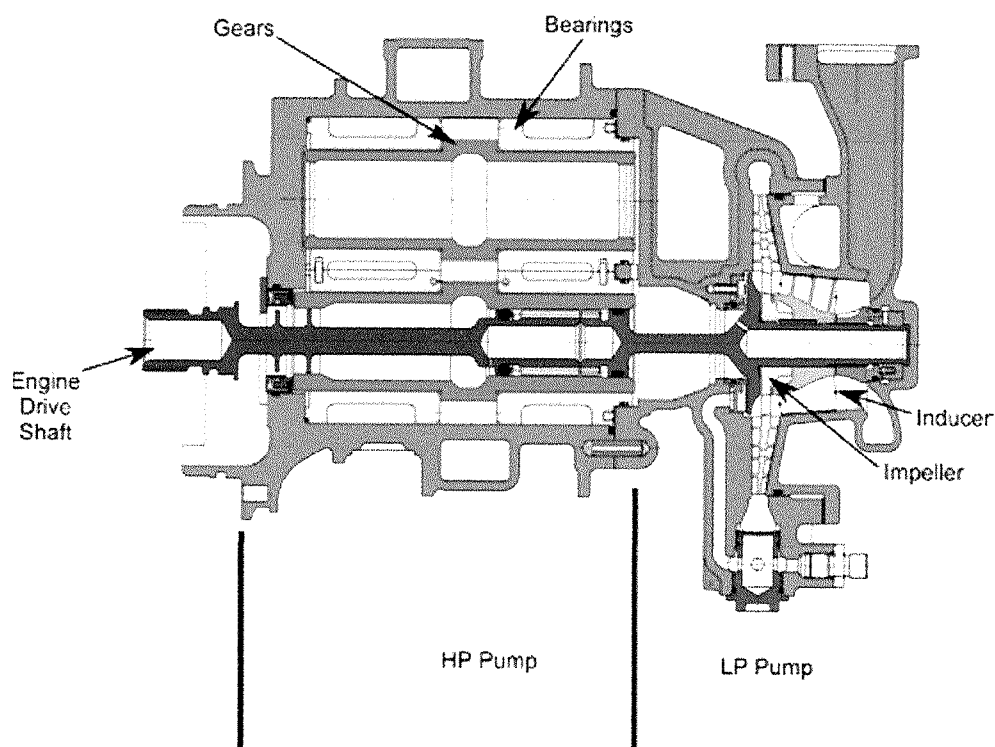 Bearings
Gears
Engine
Drive
Shaft
Inducer
Impeller
HP Pump
LP Pump